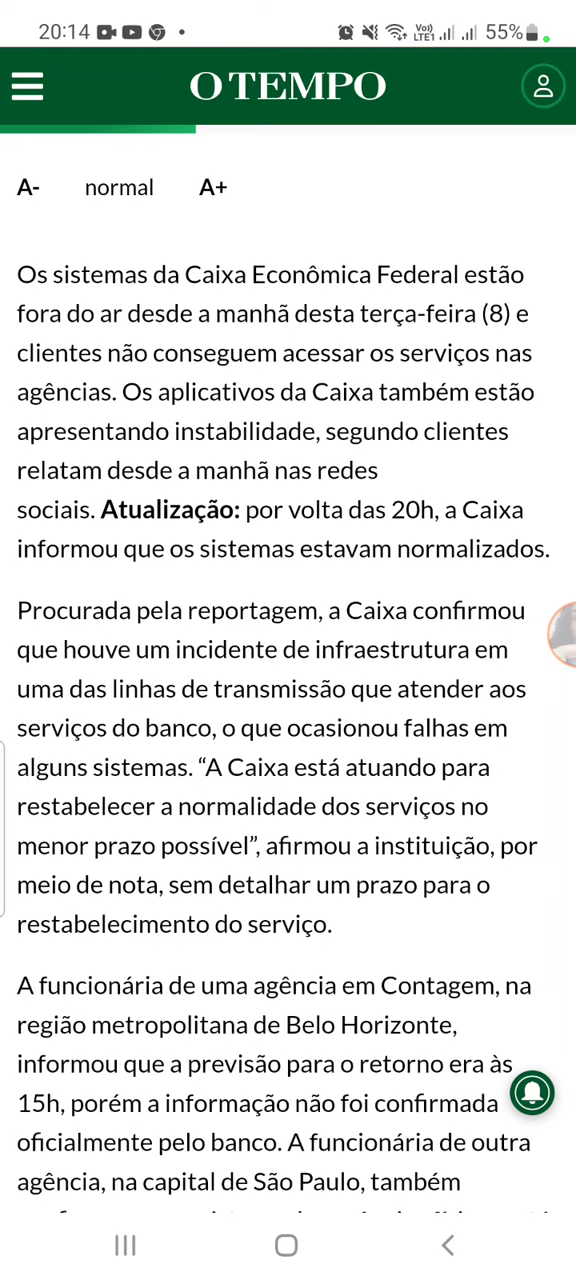 20:14 55%
O TEMPO
A- normal A+
Os sistemas da Caixa Econômica Federal estão
fora do ar desde a manhã desta terça-feira (8) e
clientes não conseguem acessar os serviços nas
agências. Os aplicativos da Caixa também estão
apresentando instabilidade, segundo clientes
relatam desde a manhã nas redes
sociais. Atualização: por volta das 20h, a Caixa
informou que os sistemas estavam normalizados.
Procurada pela reportagem, a Caixa confirmou
que houve um incidente de infraestrutura em
uma das linhas de transmissão que atender aos
serviços do banco, o que ocasionou falhas em
alguns sistemas. “A Caixa está atuando para
restabelecer a normalidade dos serviços no
menor prazo possível”, afirmou a instituição, por
meio de nota, sem detalhar um prazo para o
restabelecimento do serviço.
A funcionária de uma agência em Contagem, na
região metropolitana de Belo Horizonte,
informou que a previsão para o retorno era às
15h, porém a informação não foi confirmada
oficialmente pelo banco. A funcionária de outra
agência, na capital de São Paulo, também